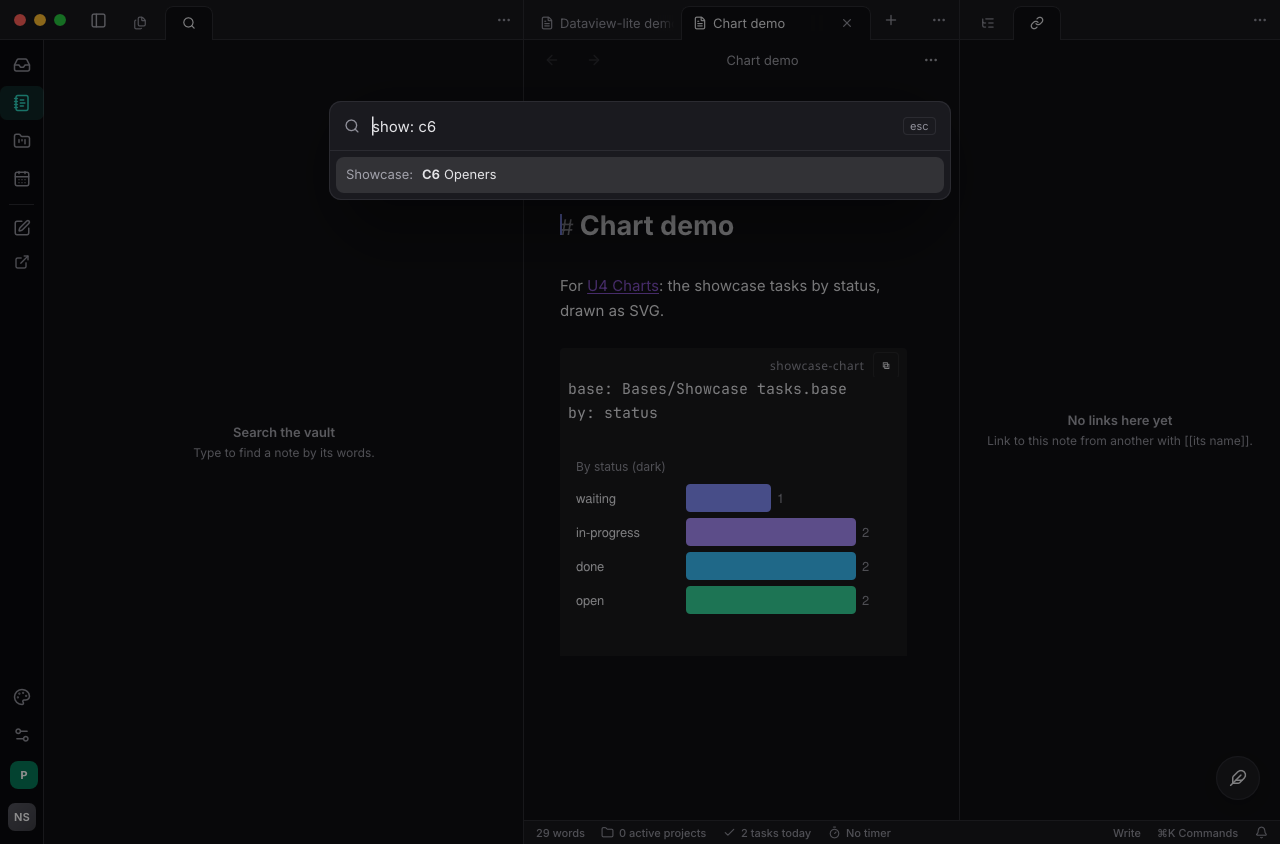 Dataview-lite dem
Chart demo
Chart demo
show: c6
esc
Showcase: C6 Openers
# Chart demo
For U4 Charts: the showcase tasks by status,
drawn as SVG.
showcase-chart
base: Bases/Showcase tasks.base
by: status
By status (dark)
waiting 1
in-progress 2
done 2
open 2
Search the vault
Type to find a note by its words.
No links here yet
Link to this note from another with [[its name]].
P
NS
29 words
0 active projects
2 tasks today
No timer
Write
⌘K Commands